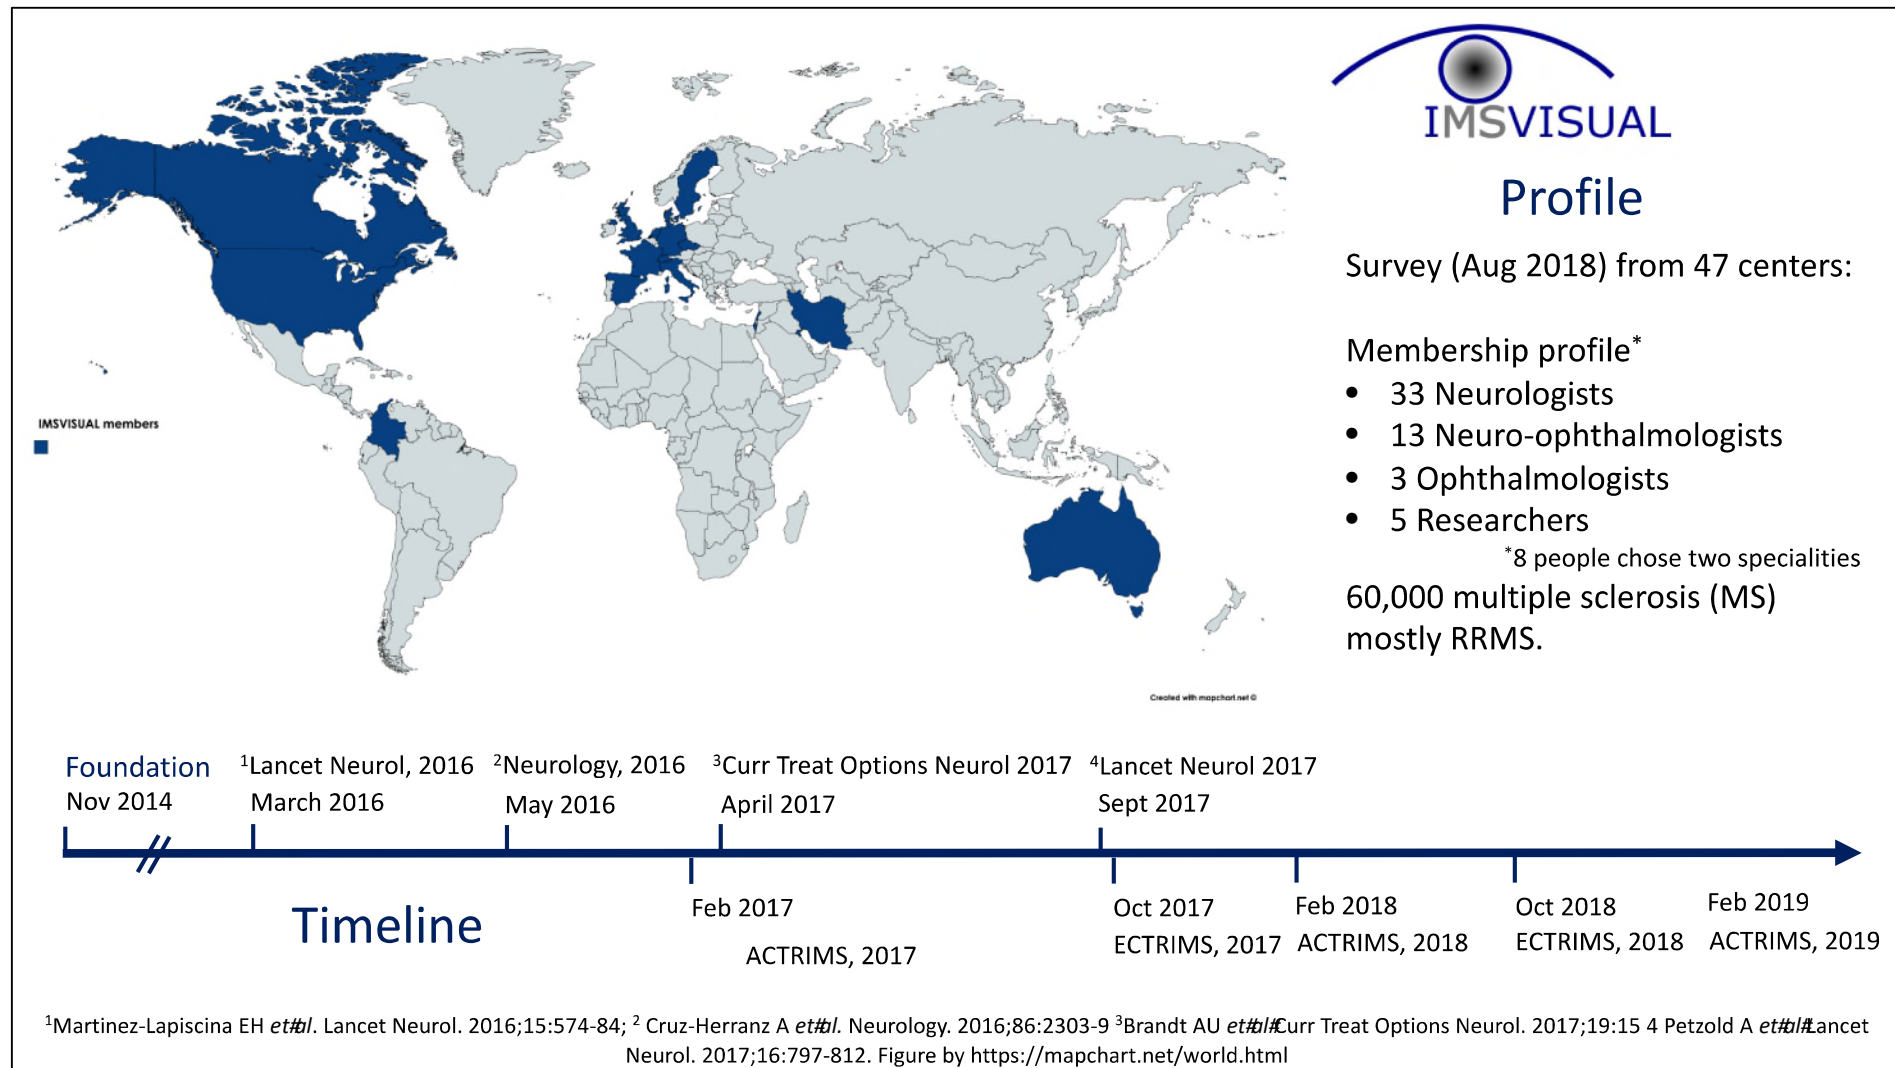 IMSVISUAL
Profile
Survey (Aug 2018) from 47 centers:
Membership profile*
• 33 Neurologists
• 13 Neuro-ophthalmologists
• 3 Ophthalmologists
• 5 Researchers
*8 people chose two specialities
60,000 multiple sclerosis (MS)
mostly RRMS.
IMSVISUAL members
Created with mapchart.net ©
Foundation
Nov 2014
1Lancet Neurol, 2016
March 2016
2Neurology, 2016
May 2016
3Curr Treat Options Neurol 2017
April 2017
4Lancet Neurol 2017
Sept 2017
Timeline
Feb 2017
ACTRIMS, 2017
Oct 2017
ECTRIMS, 2017
Feb 2018
ACTRIMS, 2018
Oct 2018
ECTRIMS, 2018
Feb 2019
ACTRIMS, 2019
1Martinez-Lapiscina EH et#al. Lancet Neurol. 2016;15:574-84; 2 Cruz-Herranz A et#al. Neurology. 2016;86:2303-9 3Brandt AU et#al#Curr Treat Options Neurol. 2017;19:15 4 Petzold A et#al#Lancet
Neurol. 2017;16:797-812. Figure by https://mapchart.net/world.html